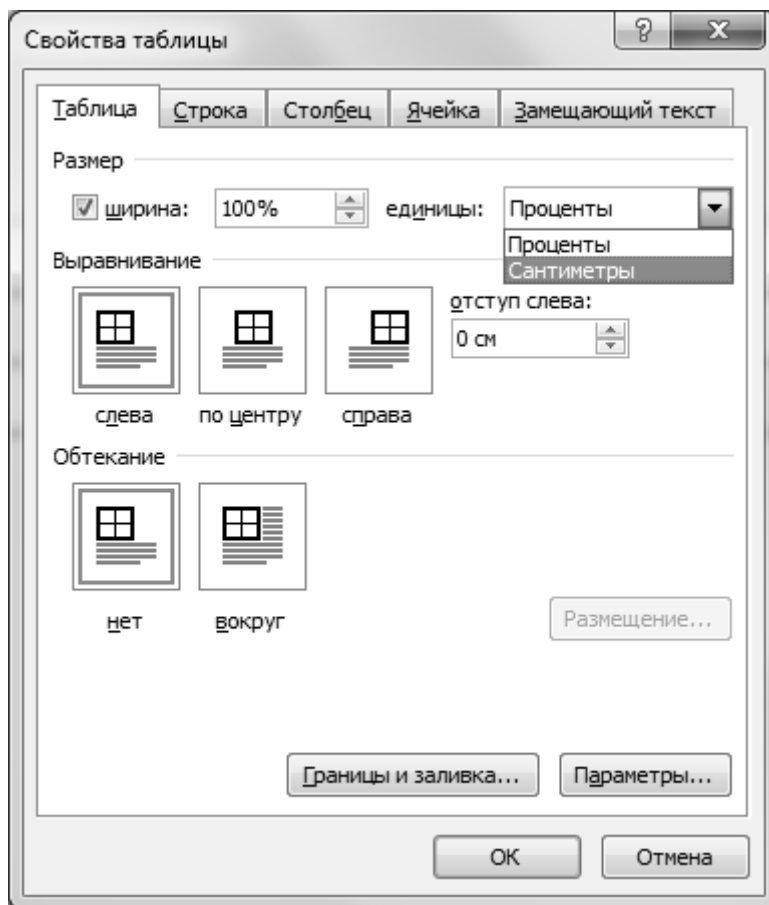 Свойства таблицы
Таблица Строка Столбец Ячейка Замещающий текст
Размер
ширина: 100% единицы: Проценты
Проценты
Выравнивание
Сантиметры
отступ слева:
0 см
слева по центру справа
Обтекание
нет вокруг
Размещение...
Границы и заливка... Параметры...
ОК Отмена